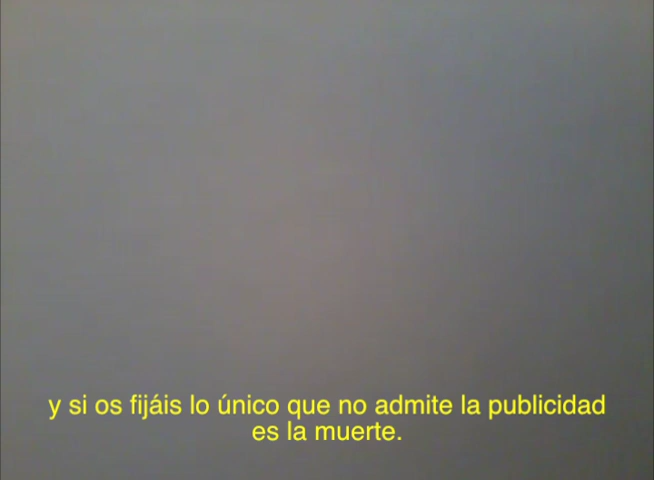 y si os fijáis lo único que no admite la publicidad
es la muerte.